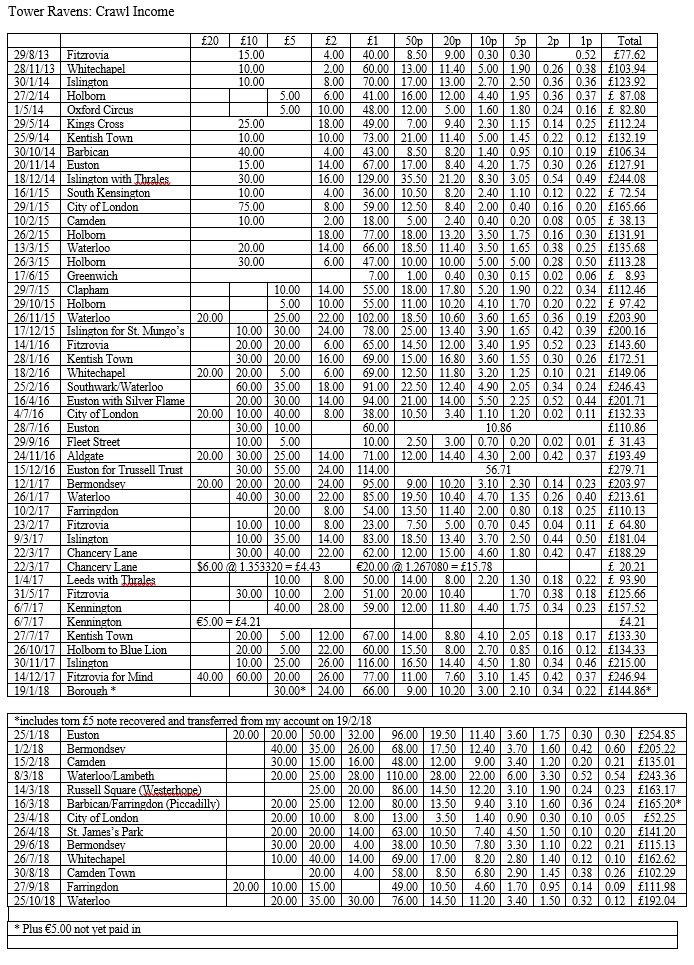 Tower Ravens: Crawl Income
£20 £10 £5 £2 £1 50p 20p 10p 5p 2p 1p Total
29/8/13 Fitzrovia 15.00 4.00 40.00 8.50 9.00 0.30 0.30 0.52 £77.62
28/11/13 Whitechapel 10.00 2.00 60.00 13.00 11.40 5.00 1.90 0.26 0.38 £103.94
30/1/14 Islington 10.00 8.00 70.00 17.00 13.00 2.70 2.50 0.36 0.36 £123.92
27/2/14 Holborn 5.00 6.00 41.00 16.00 12.00 4.40 1.95 0.36 0.37 £ 87.08
1/5/14 Oxford Circus 5.00 10.00 48.00 12.00 5.00 1.60 1.80 0.24 0.16 £ 82.80
29/5/14 Kings Cross 25.00 18.00 49.00 7.00 9.40 2.30 1.15 0.14 0.25 £112.24
25/9/14 Kentish Town 10.00 10.00 73.00 21.00 11.40 5.00 1.45 0.22 0.12 £132.19
30/10/14 Barbican 40.00 4.00 43.00 8.50 8.20 1.40 0.95 0.10 0.19 £106.34
20/11/14 Euston 15.00 14.00 67.00 17.00 8.40 4.20 1.75 0.30 0.26 £127.91
18/12/14 Islington with Thrales 30.00 16.00 129.00 35.50 21.20 8.30 3.05 0.54 0.49 £244.08
16/1/15 South Kensington 10.00 4.00 36.00 10.50 8.20 2.40 1.10 0.12 0.22 £ 72.54
29/1/15 City of London 75.00 8.00 59.00 12.50 8.40 2.00 0.40 0.16 0.20 £165.66
10/2/15 Camden 10.00 2.00 18.00 5.00 2.40 0.40 0.20 0.08 0.05 £ 38.13
26/2/15 Holborn 18.00 77.00 18.00 13.20 3.50 1.75 0.16 0.30 £131.91
13/3/15 Waterloo 20.00 14.00 66.00 18.50 11.40 3.50 1.65 0.38 0.25 £135.68
26/3/15 Holborn 30.00 6.00 47.00 10.00 10.00 5.00 5.00 0.28 0.50 £113.28
17/6/15 Greenwich 7.00 1.00 0.40 0.30 0.15 0.02 0.06 £ 8.93
29/7/15 Clapham 10.00 14.00 55.00 18.00 17.80 5.20 1.90 0.22 0.34 £112.46
29/10/15 Holborn 5.00 10.00 55.00 11.00 10.20 4.10 1.70 0.20 0.22 £ 97.42
26/11/15 Waterloo 20.00 25.00 22.00 102.00 18.50 10.60 3.60 1.65 0.36 0.19 £203.90
17/12/15 Islington for St. Mungo's 10.00 30.00 24.00 78.00 25.00 13.40 3.90 1.65 0.42 0.39 £200.16
14/1/16 Fitzrovia 20.00 20.00 6.00 65.00 14.50 12.00 3.40 1.95 0.52 0.23 £143.60
28/1/16 Kentish Town 30.00 20.00 16.00 69.00 15.00 16.80 3.60 1.55 0.30 0.26 £172.51
18/2/16 Whitechapel 20.00 20.00 5.00 6.00 69.00 12.50 11.80 3.30 1.25 0.10 0.21 £149.06
25/2/16 Southwark/Waterloo 60.00 35.00 18.00 91.00 22.50 12.40 4.90 2.05 0.34 0.24 £246.43
16/4/16 Euston with Silver Flame 20.00 30.00 14.00 94.00 21.00 14.00 5.50 2.25 0.52 0.44 £201.71
4/7/16 City of London 20.00 10.00 40.00 8.00 38.00 10.50 3.40 1.10 1.20 0.02 0.11 £132.33
28/7/16 Euston 30.00 10.00 60.00 10.86 £110.86
29/9/16 Fleet Street 10.00 5.00 10.00 2.50 3.00 0.70 0.20 0.02 0.01 £ 31.43
24/11/16 Aldgate 20.00 30.00 25.00 14.00 71.00 12.00 14.40 4.30 2.00 0.42 0.37 £193.49
15/12/16 Euston for Trussell Trust 30.00 55.00 24.00 114.00 56.71 £279.71
12/1/17 Bermondsey 20.00 20.00 20.00 24.00 95.00 9.00 10.20 3.10 2.30 0.14 0.23 £203.97
26/1/17 Waterloo 40.00 30.00 22.00 85.00 19.50 10.40 4.70 1.35 0.26 0.40 £213.61
10/2/17 Farringdon 20.00 8.00 54.00 13.50 11.40 2.00 0.80 0.18 0.25 £110.13
23/2/17 Fitzrovia 10.00 10.00 8.00 23.00 7.50 5.00 0.70 0.45 0.04 0.11 £ 64.80
9/3/17 Islington 10.00 35.00 14.00 83.00 18.50 13.40 3.70 2.50 0.44 0.50 £181.04
22/3/17 Chancery Lane 30.00 40.00 22.00 62.00 12.00 15.00 4.60 1.80 0.42 0.47 £188.29
22/3/17 Chancery Lane $6.00 @ 1.353320 = £4.43 €20.00 @ 1.267080 = £15.78 £ 20.21
1/4/17 Leeds with Thrales 10.00 8.00 50.00 14.00 8.00 2.20 1.30 0.18 0.22 £ 93.90
31/5/17 Fitzrovia 30.00 10.00 2.00 51.00 20.00 10.40 1.70 0.38 0.18 £125.66
6/7/17 Kennington 40.00 28.00 59.00 12.00 11.80 4.40 1.75 0.34 0.23 £157.52
6/7/17 Kennington €5.00 = £4.21 £4.21
27/7/17 Kentish Town 20.00 5.00 12.00 67.00 14.00 8.80 4.10 2.05 0.18 0.17 £133.30
26/10/17 Holborn to Blue Lion 20.00 5.00 22.00 60.00 15.50 8.00 2.70 0.85 0.16 0.12 £134.33
30/11/17 Islington 10.00 25.00 26.00 116.00 16.50 14.40 4.50 1.80 0.34 0.46 £215.00
14/12/17 Fitzrovia for Mind 40.00 60.00 20.00 26.00 77.00 11.00 7.60 3.10 1.45 0.42 0.37 £246.94
19/1/18 Borough * 30.00* 24.00 66.00 9.00 10.20 3.00 2.10 0.34 0.22 £144.86*
*includes torn £5 note recovered and transferred from my account on 19/2/18
25/1/18 Euston 20.00 20.00 50.00 32.00 96.00 19.50 11.40 3.60 1.75 0.30 0.30 £254.85
1/2/18 Bermondsey 40.00 35.00 26.00 68.00 17.50 12.40 3.70 1.60 0.42 0.60 £205.22
15/2/18 Camden 30.00 15.00 16.00 48.00 12.00 9.00 3.40 1.20 0.20 0.21 £135.01
8/3/18 Waterloo/Lambeth 20.00 25.00 28.00 110.00 28.00 22.00 6.00 3.30 0.52 0.54 £243.36
14/3/18 Russell Square (Westerhope) 25.00 20.00 86.00 14.50 12.20 3.10 1.90 0.24 0.23 £163.17
16/3/18 Barbican/Farringdon (Piccadilly) 20.00 25.00 12.00 80.00 13.50 9.40 3.10 1.60 0.36 0.24 £165.20*
23/4/18 City of London 20.00 10.00 8.00 13.00 3.50 1.40 0.90 0.30 0.10 0.05 £52.25
26/4/18 St. James's Park 20.00 20.00 14.00 63.00 10.50 7.40 4.50 1.50 0.10 0.20 £141.20
29/6/18 Bermondsey 30.00 20.00 4.00 38.00 10.50 7.80 3.30 1.10 0.22 0.21 £115.13
26/7/18 Whitechapel 10.00 40.00 14.00 69.00 17.00 8.20 2.80 1.40 0.12 0.10 £162.62
30/8/18 Camden Town 20.00 4.00 58.00 8.50 6.80 2.90 1.45 0.38 0.26 £102.29
27/9/18 Farringdon 20.00 10.00 15.00 49.00 10.50 4.60 1.70 0.95 0.14 0.09 £111.98
25/10/18 Waterloo 20.00 35.00 30.00 76.00 14.50 11.20 3.40 1.50 0.32 0.12 £192.04
* Plus €5.00 not yet paid in